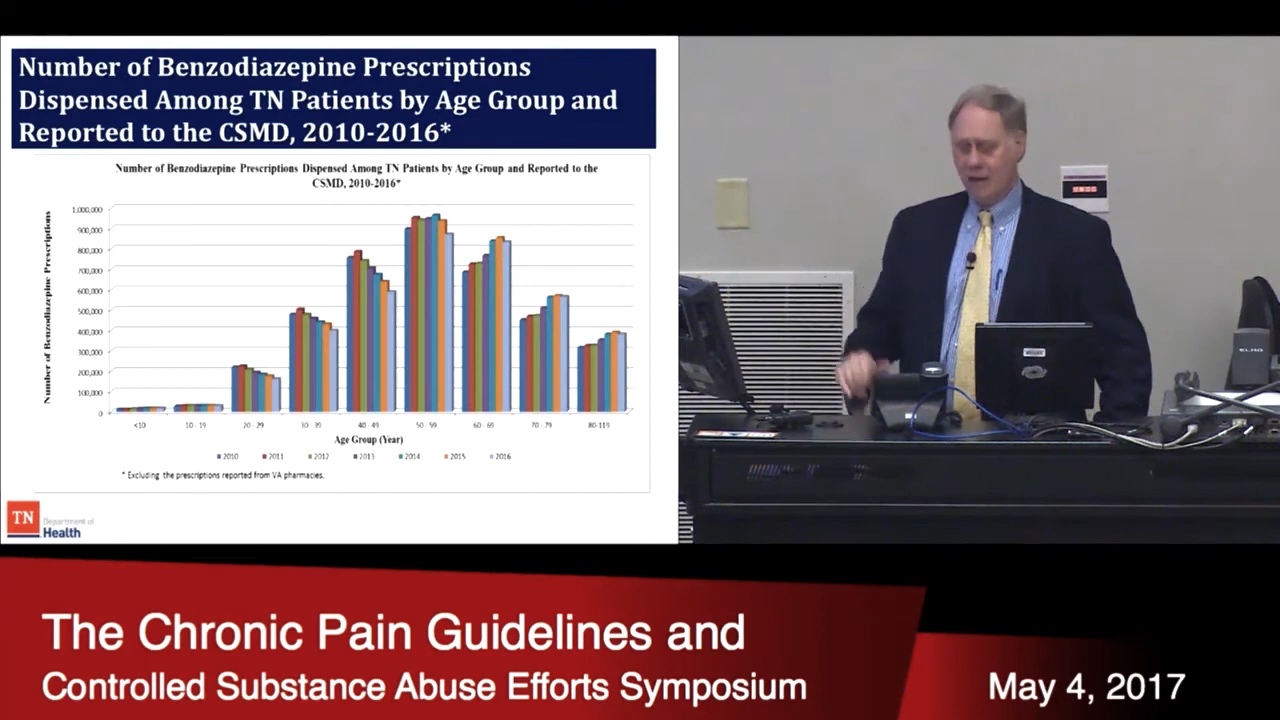 Number of Benzodiazepine Prescriptions
Dispensed Among TN Patients by Age Group and
Reported to the CSMD, 2010-2016*
Number of Benzodiazepine Prescriptions Dispensed Among TN Patients by Age Group and Reported to the
CSMD, 2010-2016*
Number of Benzodiazepine Prescriptions
1,000,000
900,000
800,000
700,000
600,000
500,000
400,000
300,000
200,000
100,000
0
<10 10 - 19 20 - 29 30 - 39 40 - 49 50 - 59 60 - 69 70 - 79 80-119
Age Group (Year)
2010 2011 2012 2013 2014 2015 2016
* Excluding the prescriptions reported from VA pharmacies.
TN
Department of
Health
ELMO
The Chronic Pain Guidelines and
Controlled Substance Abuse Efforts Symposium
May 4, 2017